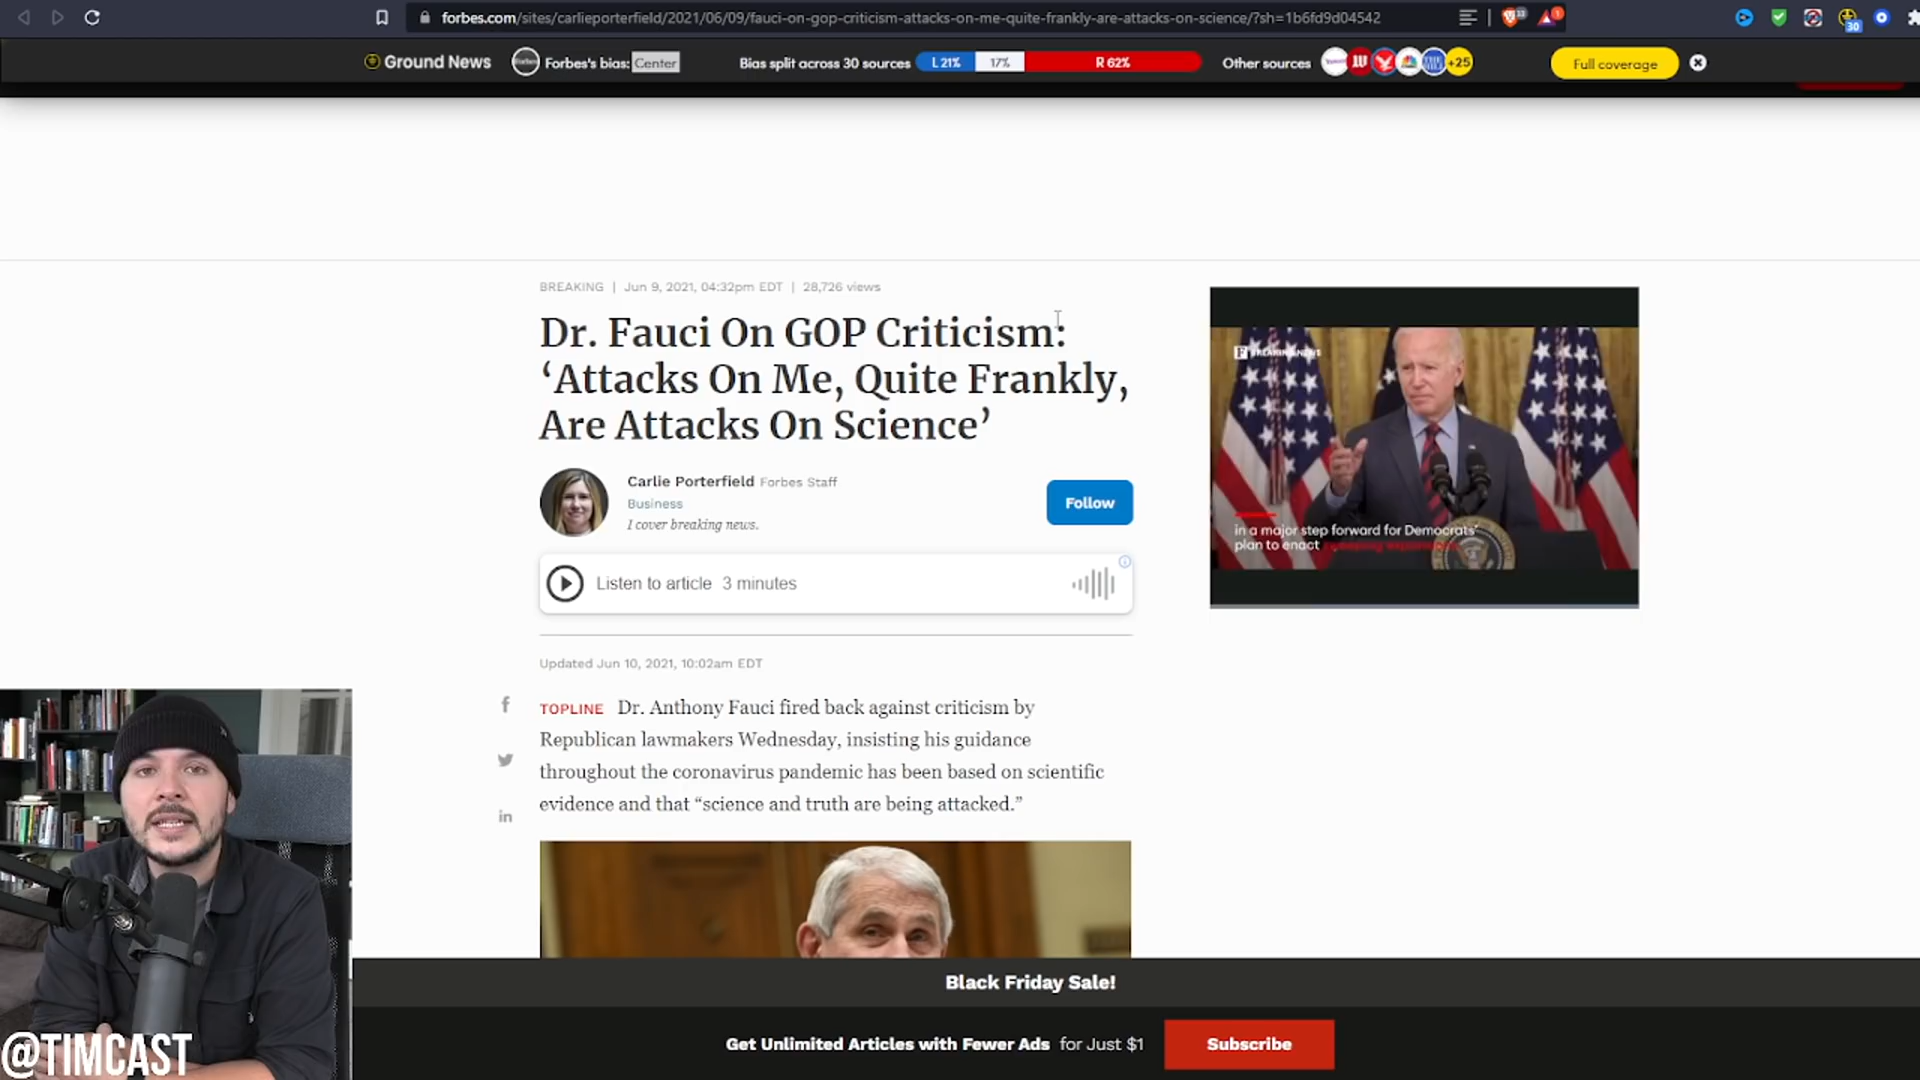 forbes.com/sites/carlieporterfield/2021/06/09/fauci-on-gop-criticism-attacks-on-me-quite-frankly-are-attacks-on-science/?sh=1b6fd9d04542
30
Ground News
Forbes's bias: Center
Bias split across 30 sources
L 21%
17%
R 62%
Other sources
+25
Full coverage
BREAKING | Jun 9, 2021, 04:32pm EDT | 28,726 views
Dr. Fauci On GOP Criticism:
‘Attacks On Me, Quite Frankly,
Are Attacks On Science’
Carlie Porterfield Forbes Staff
Business
I cover breaking news.
Follow
Listen to article 3 minutes
in a major step forward for Democrats'
plan to enact
Updated Jun 10, 2021, 10:02am EDT
TOPLINE Dr. Anthony Fauci fired back against criticism by
Republican lawmakers Wednesday, insisting his guidance
throughout the coronavirus pandemic has been based on scientific
evidence and that “science and truth are being attacked.”
Black Friday Sale!
Get Unlimited Articles with Fewer Ads for Just $1
Subscribe
@TIMCAST